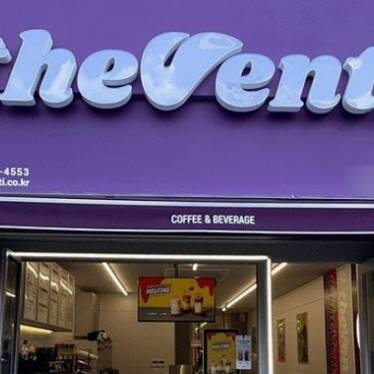 theVent
-4553
ti.co.kr
COFFEE & BEVERAGE